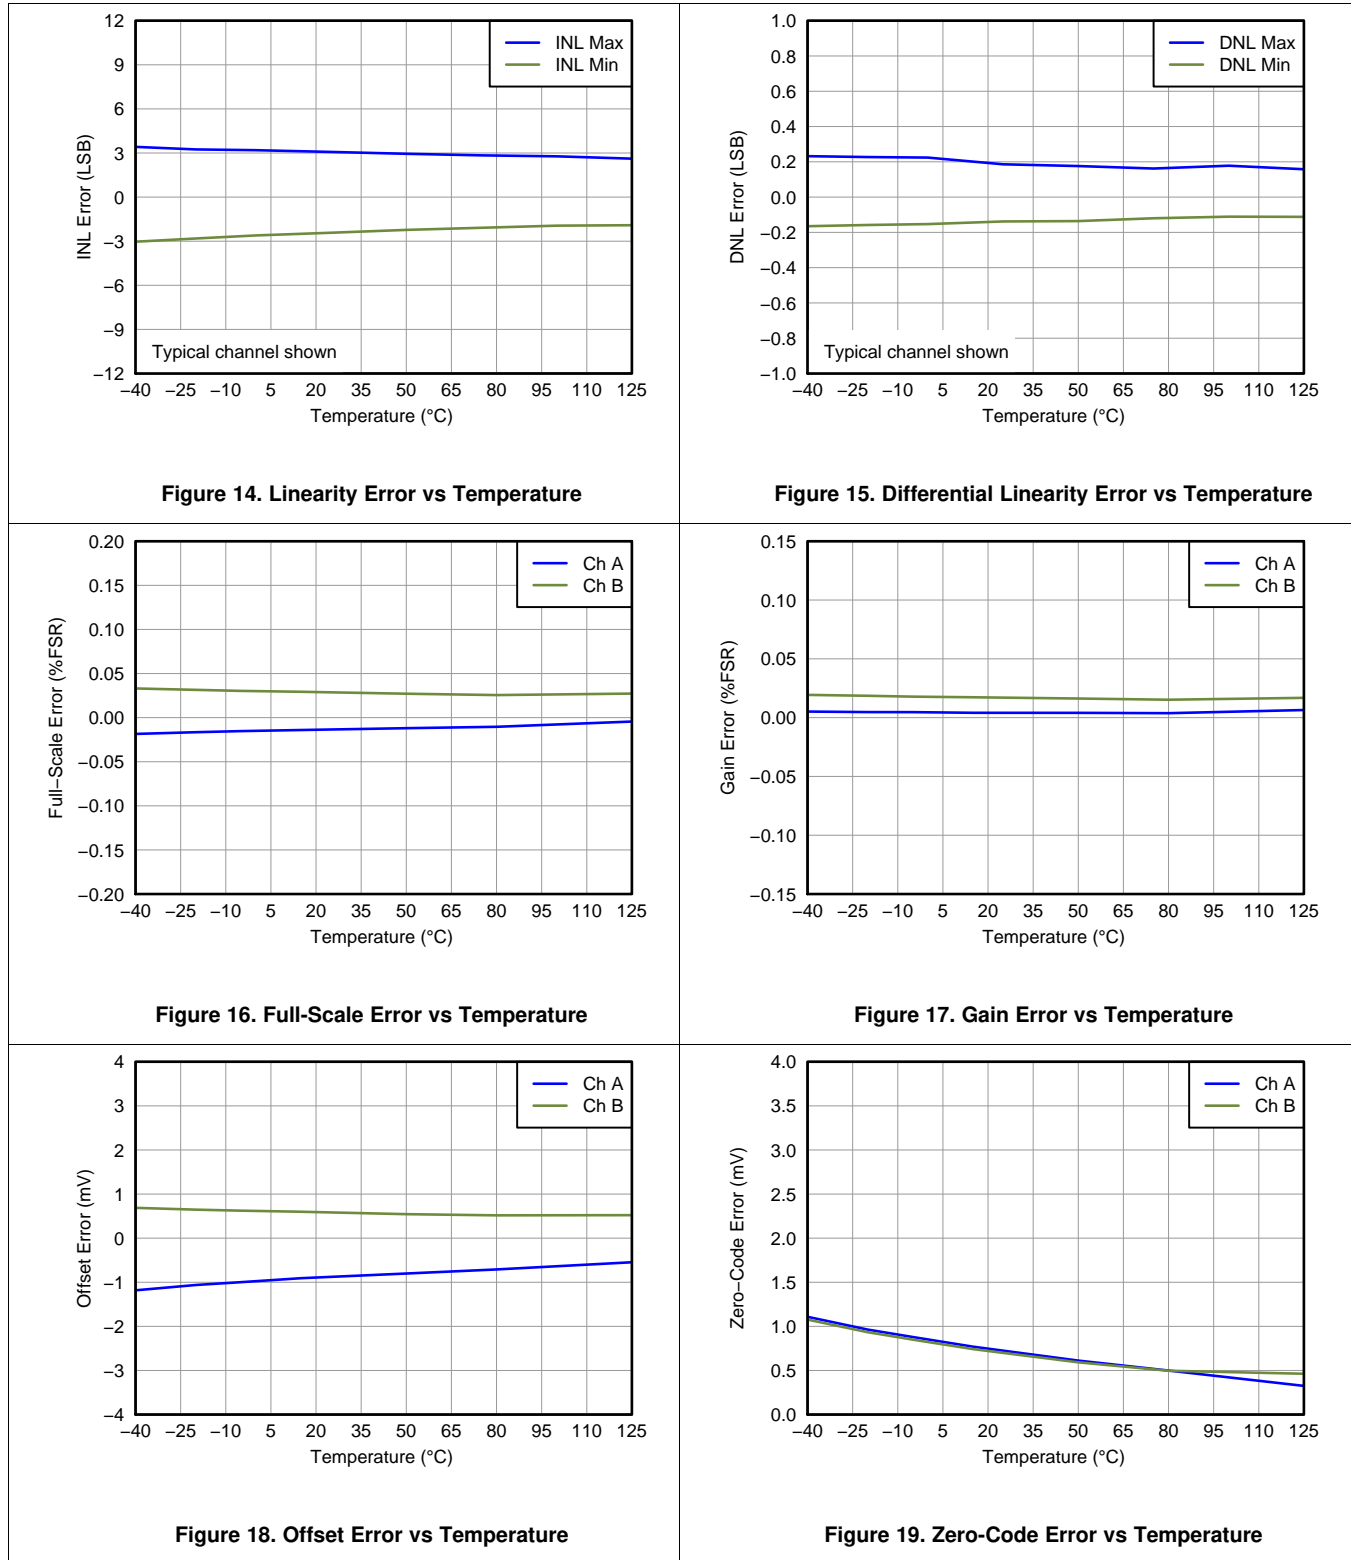 12
9
6
3
0
−3
−6
−9
−12
INL Error (LSB)
INL Max
INL Min
Typical channel shown
−40 −25 −10 5 20 35 50 65 80 95 110 125
Temperature (°C)
Figure 14. Linearity Error vs Temperature
1.0
0.8
0.6
0.4
0.2
0.0
−0.2
−0.4
−0.6
−0.8
−1.0
DNL Error (LSB)
DNL Max
DNL Min
Typical channel shown
−40 −25 −10 5 20 35 50 65 80 95 110 125
Temperature (°C)
Figure 15. Differential Linearity Error vs Temperature
0.20
0.15
0.10
0.05
0.00
−0.05
−0.10
−0.15
−0.20
Full−Scale Error (%FSR)
Ch A
Ch B
−40 −25 −10 5 20 35 50 65 80 95 110 125
Temperature (°C)
Figure 16. Full-Scale Error vs Temperature
0.15
0.10
0.05
0.00
−0.05
−0.10
−0.15
Gain Error (%FSR)
Ch A
Ch B
−40 −25 −10 5 20 35 50 65 80 95 110 125
Temperature (°C)
Figure 17. Gain Error vs Temperature
4
3
2
1
0
−1
−2
−3
−4
Offset Error (mV)
Ch A
Ch B
−40 −25 −10 5 20 35 50 65 80 95 110 125
Temperature (°C)
Figure 18. Offset Error vs Temperature
4.0
3.5
3.0
2.5
2.0
1.5
1.0
0.5
0.0
Zero−Code Error (mV)
Ch A
Ch B
−40 −25 −10 5 20 35 50 65 80 95 110 125
Temperature (°C)
Figure 19. Zero-Code Error vs Temperature